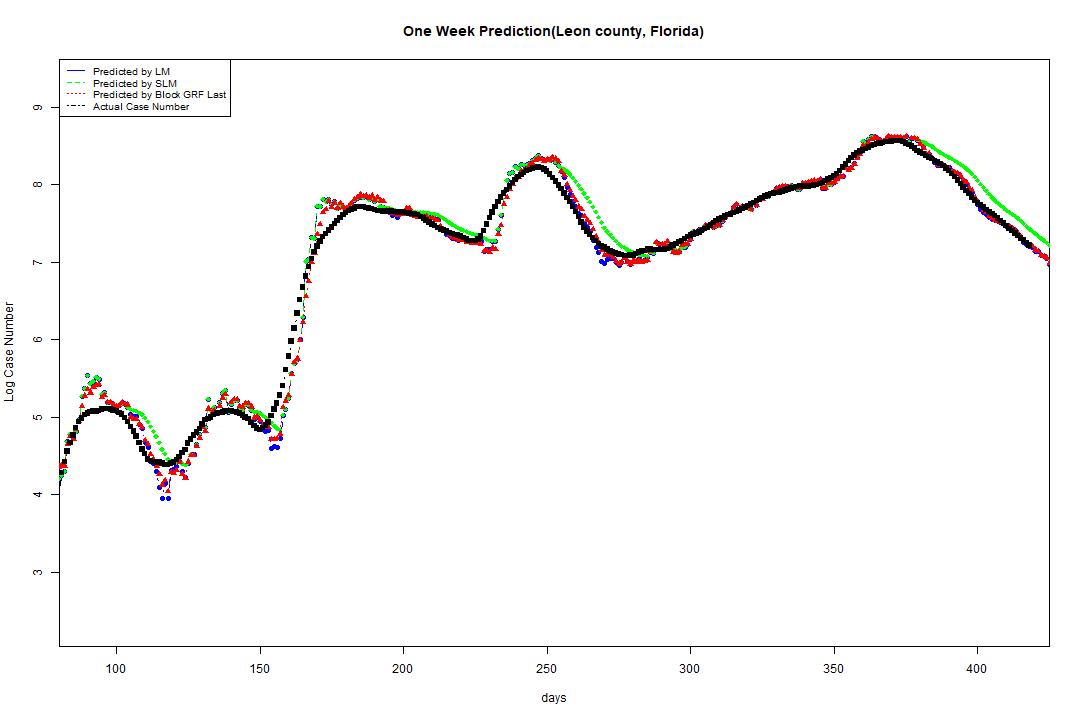 One Week Prediction(Leon county, Florida)
Predicted by LM
Predicted by SLM
Predicted by Block GRF Last
Actual Case Number
Log Case Number
9
8
7
6
5
4
3
100 150 200 250 300 350 400
days